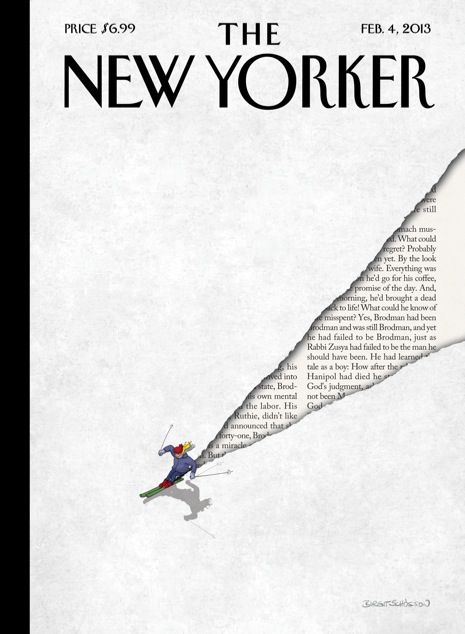 PRICE $6.99
THE
FEB. 4, 2013
NEW YORKER
still
mach mus-
What could
regret? Probably
yet. By the look
wife. Everything was
he'd go for his coffee,
promise of the day. And,
morning, he'd brought a dead
back to life! What could he know of
misspent? Yes, Brodman had been
Brodman and was still Brodman, and yet
he had failed to be Brodman, just as
Rabbi Zusya had failed to be the man he
should have been. He had learned
tale as a boy: How after the
Hanipol had died he
God's judgment,
not been
God
his
into
state, Brod-
own mental
the labor. His
Ruthie, didn't like
announced that
forty-one,
a miracle
But
BIRGIT SCHÖSSOW